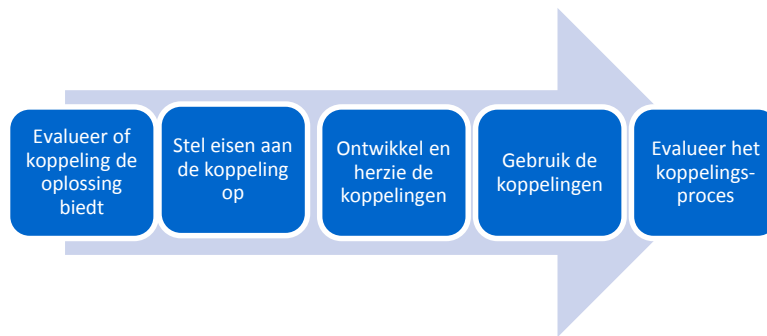 Evalueer of
koppeling de
oplossing
biedt
Stel eisen aan
de koppeling
op
Ontwikkel en
herzie de
koppelingen
Gebruik de
koppelingen
Evalueer het
koppelings-
proces